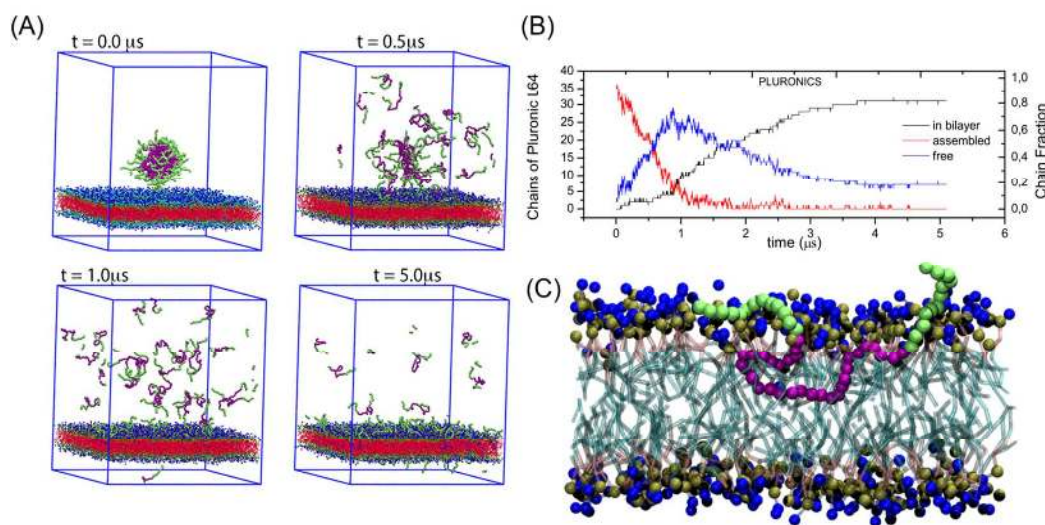 (A)
t = 0.0 μs
t = 0.5μs
t = 1.0μs
t = 5.0μs
(B)
PLURONICS
Chains of Pluronic L64
40
35
30
25
20
15
10
5
0
1,0
0,8
0,6
0,4
0,2
0,0
Chain Fraction
in bilayer
assembled
free
0 1 2 3 4 5 6 7 8
time (μs)
(C)